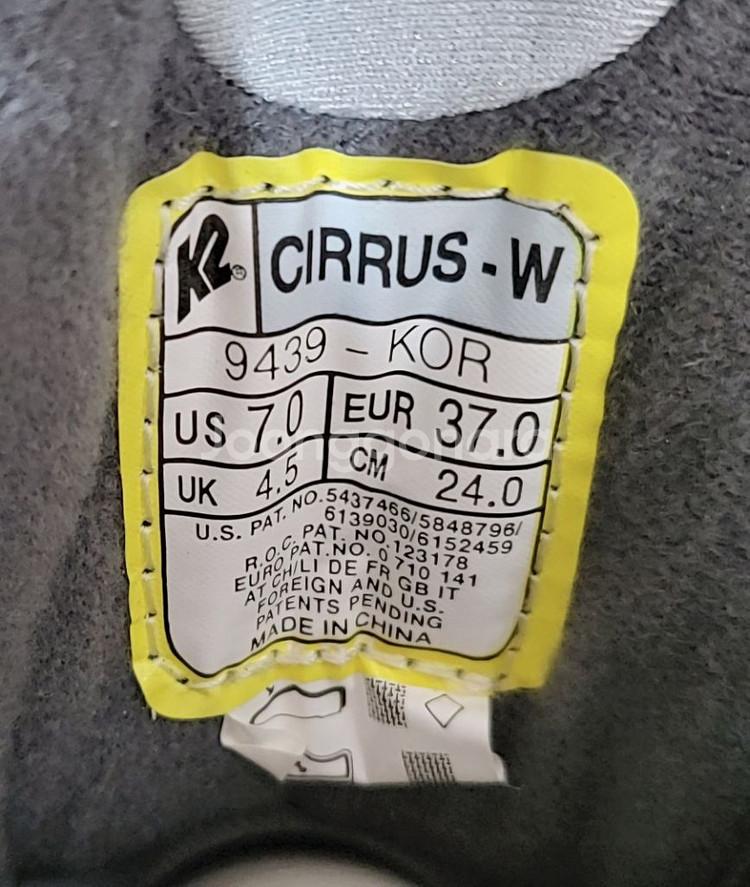 K2® CIRRUS-W
9439 - KOR
US 7.0 EUR 37.0
UK 4.5 CM 24.0
U.S. PAT. NO. 5437466/5848796/
6139030/6152459
R.O.C. PAT. NO. 123178
EURO. PAT. NO. 0 710 141
AT CH/LI DE FR GB IT
FOREIGN AND U.S.
PATENTS PENDING
MADE IN CHINA
Joonggonara